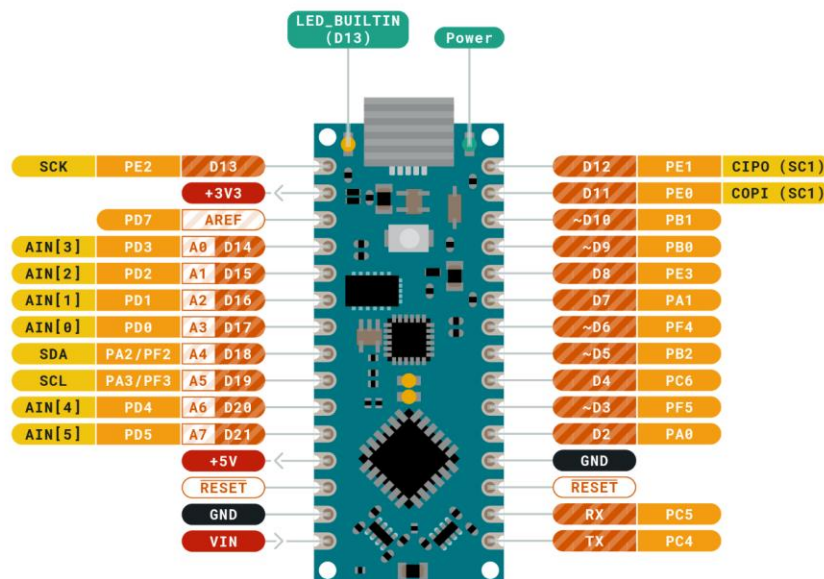 LED_BUILTIN
(D13)
Power
SCK PE2 D13
D12 PE1 CIPO (SC1)
+3V3
D11 PE0 COPI (SC1)
PD7 AREF
~D10 PB1
AIN[3] PD3 A0 D14
~D9 PB0
AIN[2] PD2 A1 D15
D8 PE3
AIN[1] PD1 A2 D16
D7 PA1
AIN[0] PD0 A3 D17
~D6 PF4
SDA PA2/PF2 A4 D18
~D5 PB2
SCL PA3/PF3 A5 D19
D4 PC6
AIN[4] PD4 A6 D20
~D3 PF5
AIN[5] PD5 A7 D21
D2 PA0
+5V
GND
RESET
RESET
GND
RX PC5
VIN
TX PC4